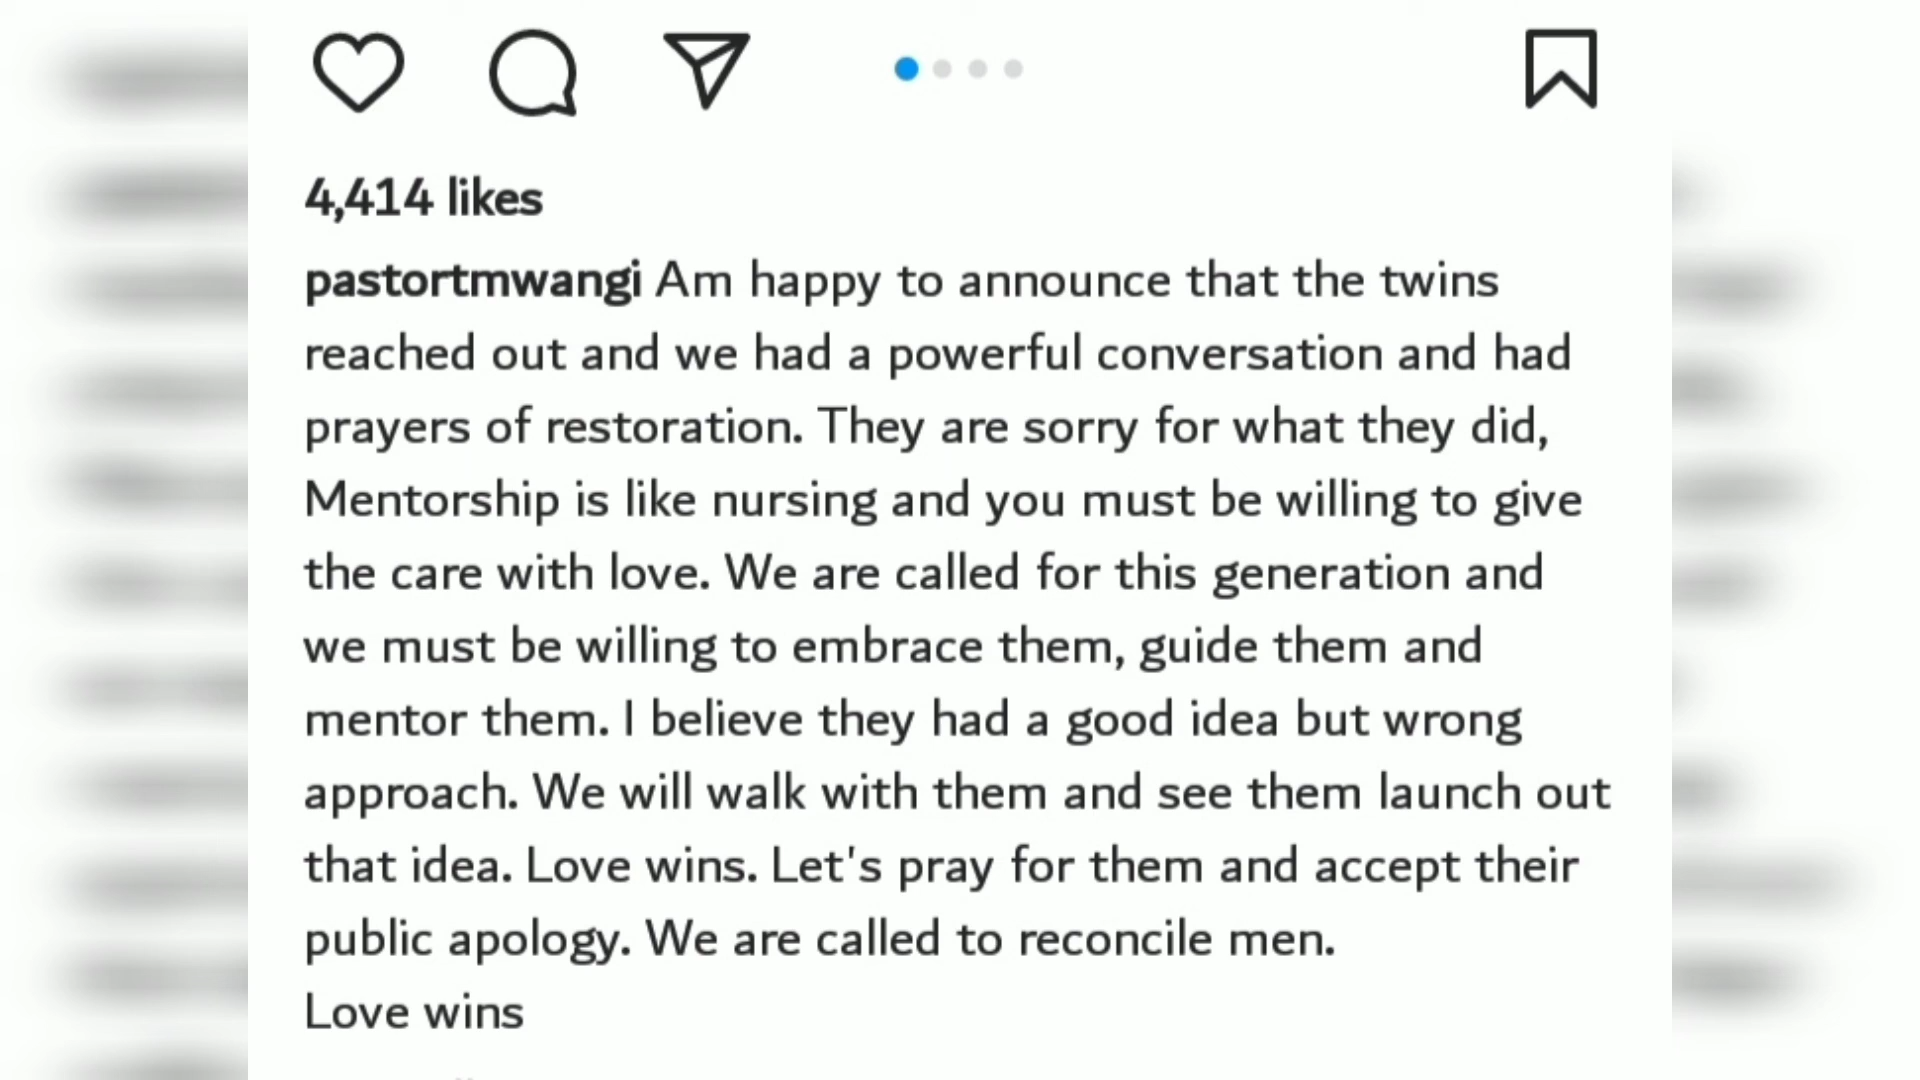 4,414 likes
pastortmwangi Am happy to announce that the twins
reached out and we had a powerful conversation and had
prayers of restoration. They are sorry for what they did,
Mentorship is like nursing and you must be willing to give
the care with love. We are called for this generation and
we must be willing to embrace them, guide them and
mentor them. I believe they had a good idea but wrong
approach. We will walk with them and see them launch out
that idea. Love wins. Let's pray for them and accept their
public apology. We are called to reconcile men.
Love wins